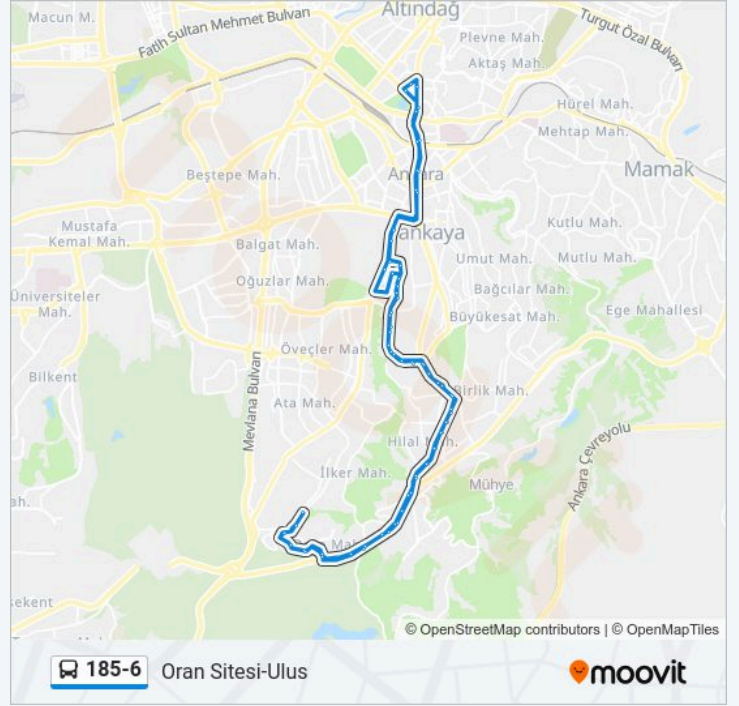 Altındağ
Macun M.
Fatih Sultan Mehmet Bulvarı
Plevne Mah.
Turgut Özal Bulvarı
Aktaş Mah.
Hürel Mah.
Mehtap Mah.
Ankara
Mamak
Beştepe Mah.
Mustafa
Kemal Mah.
Balgat Mah.
Kutlu Mah.
Umut Mah.
Mutlu Mah.
Oğuzlar Mah.
Bağcılar Mah.
Üniversiteler
Mah.
Büyükesat Mah.
Ege Mahallesi
Öveçler Mah.
Bilkent
Mevlana Bulvarı
Birlik Mah.
Ata Mah.
Hilal Mah.
Ankara Çevreyolu
İlker Mah.
Mühye
© OpenStreetMap contributors | © OpenMapTiles
185-6 Oran Sitesi-Ulus
moovit